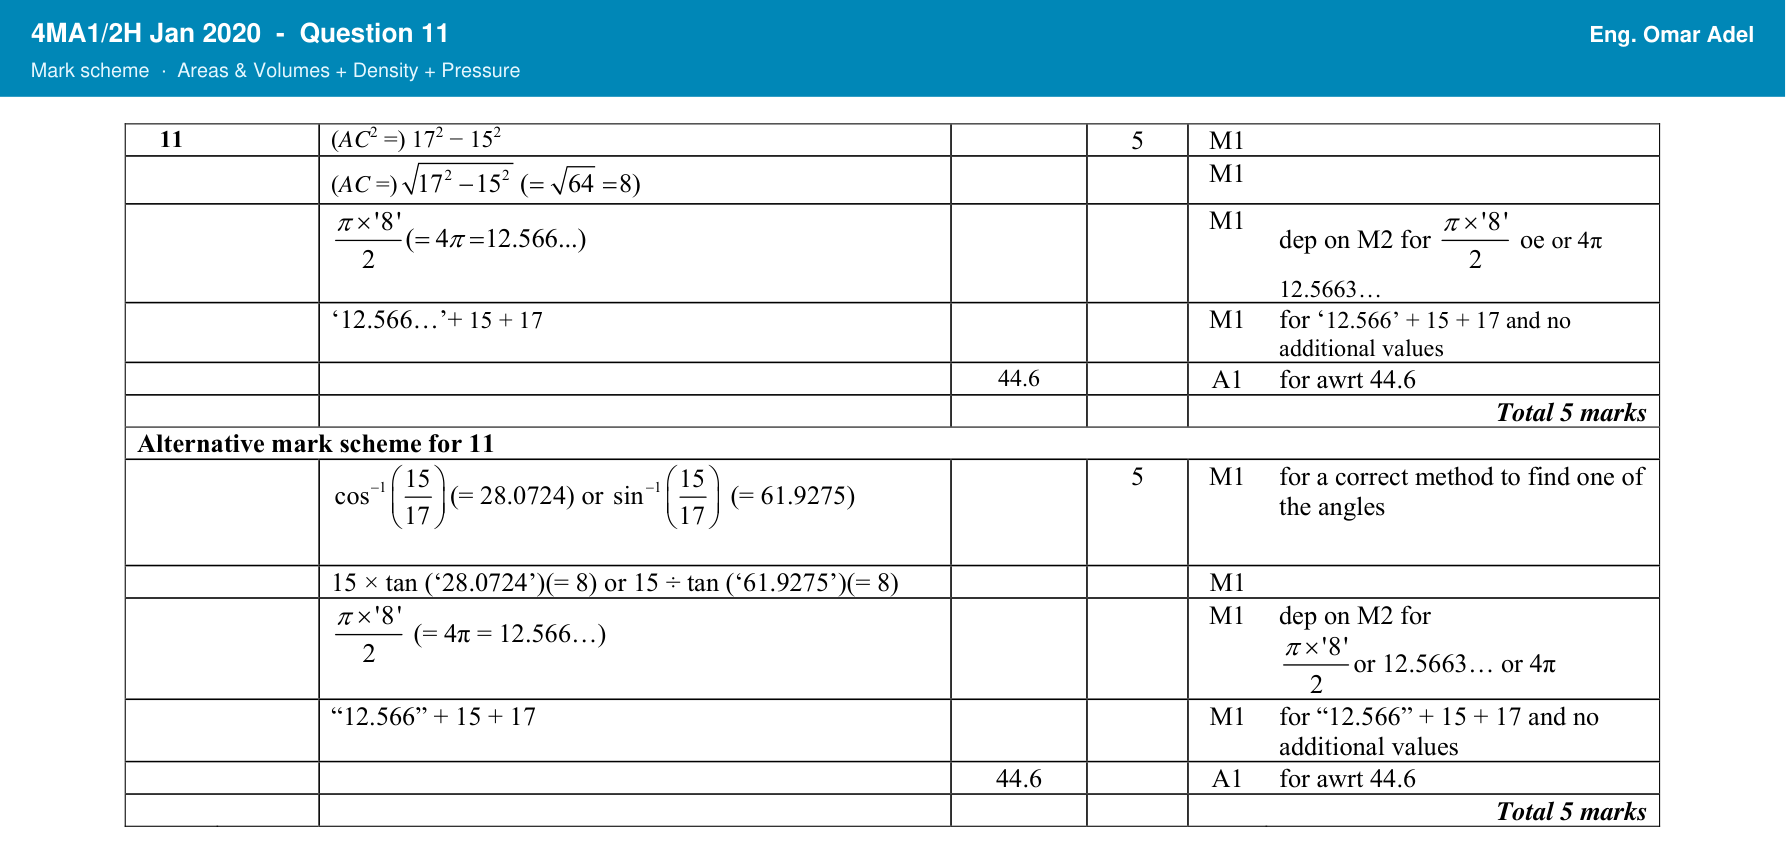 4MA1/2H Jan 2020 - Question 11
Eng. Omar Adel
Mark scheme · Areas & Volumes + Density + Pressure
11 (AC² =) 17² − 15² 5 M1
(AC =) √(17² − 15²) (= √64 = 8) M1
π×'8'/2 (= 4π = 12.566...) M1 dep on M2 for π×'8'/2 oe or 4π
12.5663…
‘12.566…’+ 15 + 17 M1 for ‘12.566’ + 15 + 17 and no
additional values
44.6 A1 for awrt 44.6
Total 5 marks
Alternative mark scheme for 11
cos⁻¹(15/17) (= 28.0724) or sin⁻¹(15/17) (= 61.9275) 5 M1 for a correct method to find one of
the angles
15 × tan (‘28.0724’)(= 8) or 15 ÷ tan (‘61.9275’)(= 8) M1
π×'8'/2 (= 4π = 12.566…) M1 dep on M2 for
π×'8'/2 or 12.5663… or 4π
“12.566” + 15 + 17 M1 for “12.566” + 15 + 17 and no
additional values
44.6 A1 for awrt 44.6
Total 5 marks